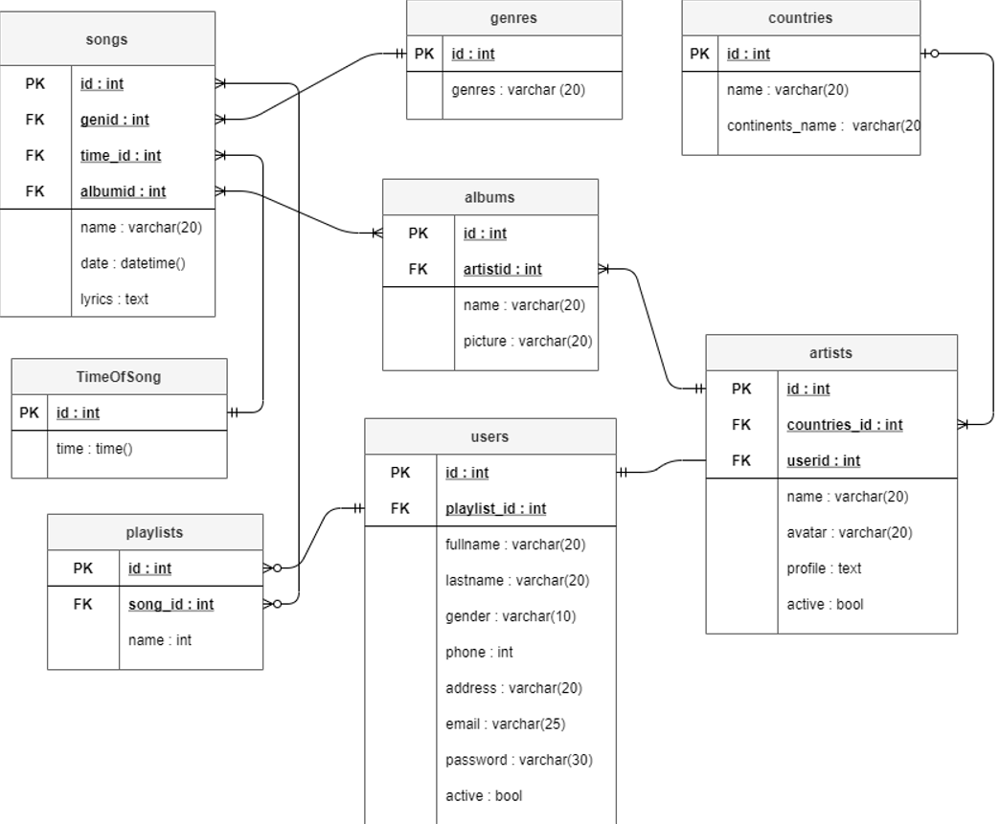 songs
PK id : int
FK genid : int
FK time_id : int
FK albumid : int
name : varchar(20)
date : datetime()
lyrics : text
genres
PK id : int
genres : varchar (20)
countries
PK id : int
name : varchar(20)
continents_name : varchar(20
albums
PK id : int
FK artistid : int
name : varchar(20)
picture : varchar(20)
artists
PK id : int
FK countries_id : int
FK userid : int
name : varchar(20)
avatar : varchar(20)
profile : text
active : bool
TimeOfSong
PK id : int
time : time()
users
PK id : int
FK playlist_id : int
fullname : varchar(20)
lastname : varchar(20)
gender : varchar(10)
phone : int
address : varchar(20)
email : varchar(25)
password : varchar(30)
active : bool
playlists
PK id : int
FK song_id : int
name : int